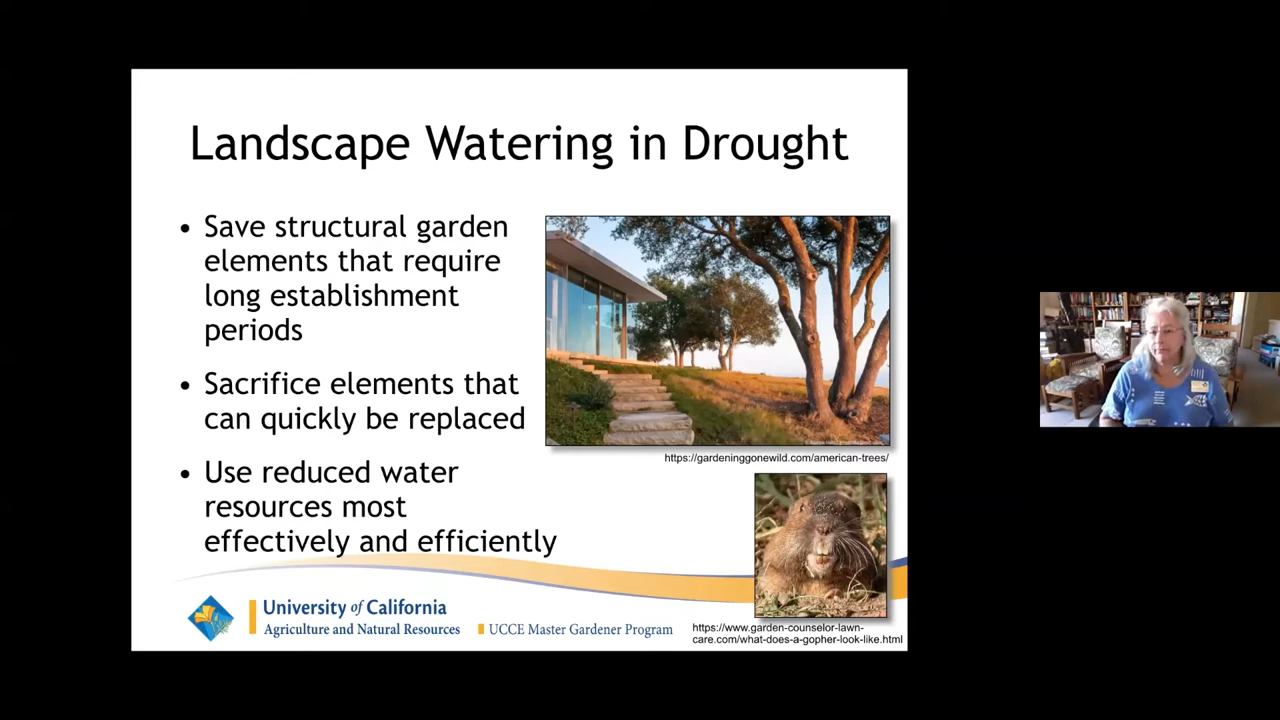 Landscape Watering in Drought
• Save structural garden
elements that require
long establishment
periods
• Sacrifice elements that
can quickly be replaced
• Use reduced water
resources most
effectively and efficiently
https://gardeninggonewild.com/american-trees/
https://www.garden-counselor-lawn-
care.com/what-does-a-gopher-look-like.html
University of California
Agriculture and Natural Resources
UCCE Master Gardener Program